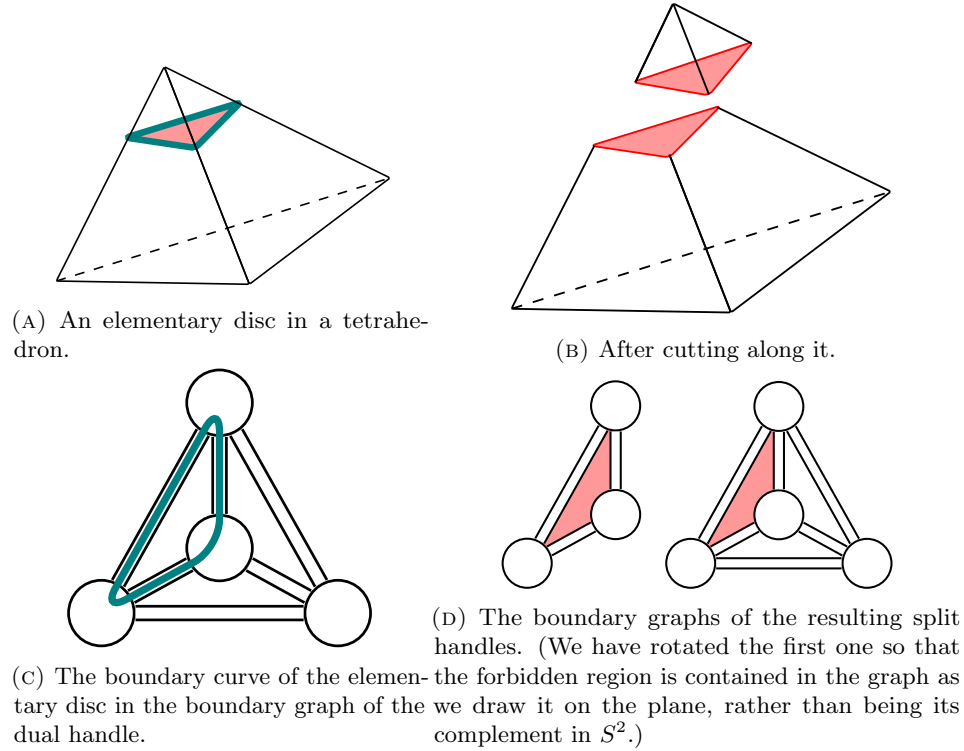 (A) An elementary disc in a tetrahe-
dron.
(B) After cutting along it.
(C) The boundary curve of the elemen-
tary disc in the boundary graph of the
dual handle.
(D) The boundary graphs of the resulting split
handles. (We have rotated the first one so that
the forbidden region is contained in the graph as
we draw it on the plane, rather than being its
complement in S².)